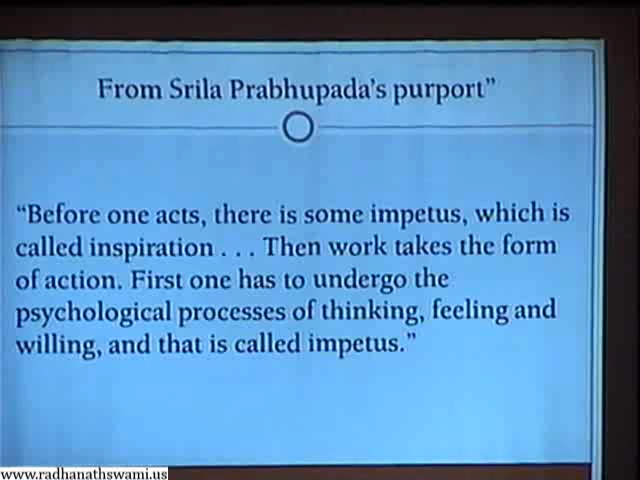 From Srila Prabhupada's purport”
“Before one acts, there is some impetus, which is
called inspiration . . . Then work takes the form
of action. First one has to undergo the
psychological processes of thinking, feeling and
willing, and that is called impetus.”
www.radhanathswami.us